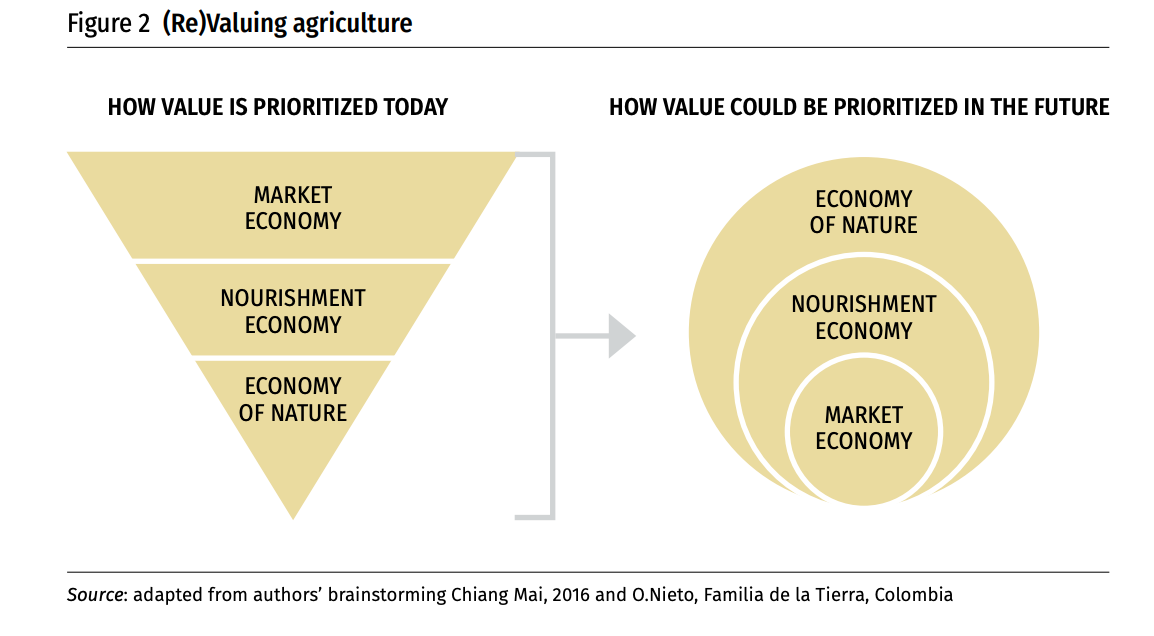 Figure 2 (Re)Valuing agriculture
HOW VALUE IS PRIORITIZED TODAY
MARKET
ECONOMY
NOURISHMENT
ECONOMY
ECONOMY
OF NATURE
HOW VALUE COULD BE PRIORITIZED IN THE FUTURE
ECONOMY
OF NATURE
NOURISHMENT
ECONOMY
MARKET
ECONOMY
Source: adapted from authors’ brainstorming Chiang Mai, 2016 and O.Nieto, Familia de la Tierra, Colombia